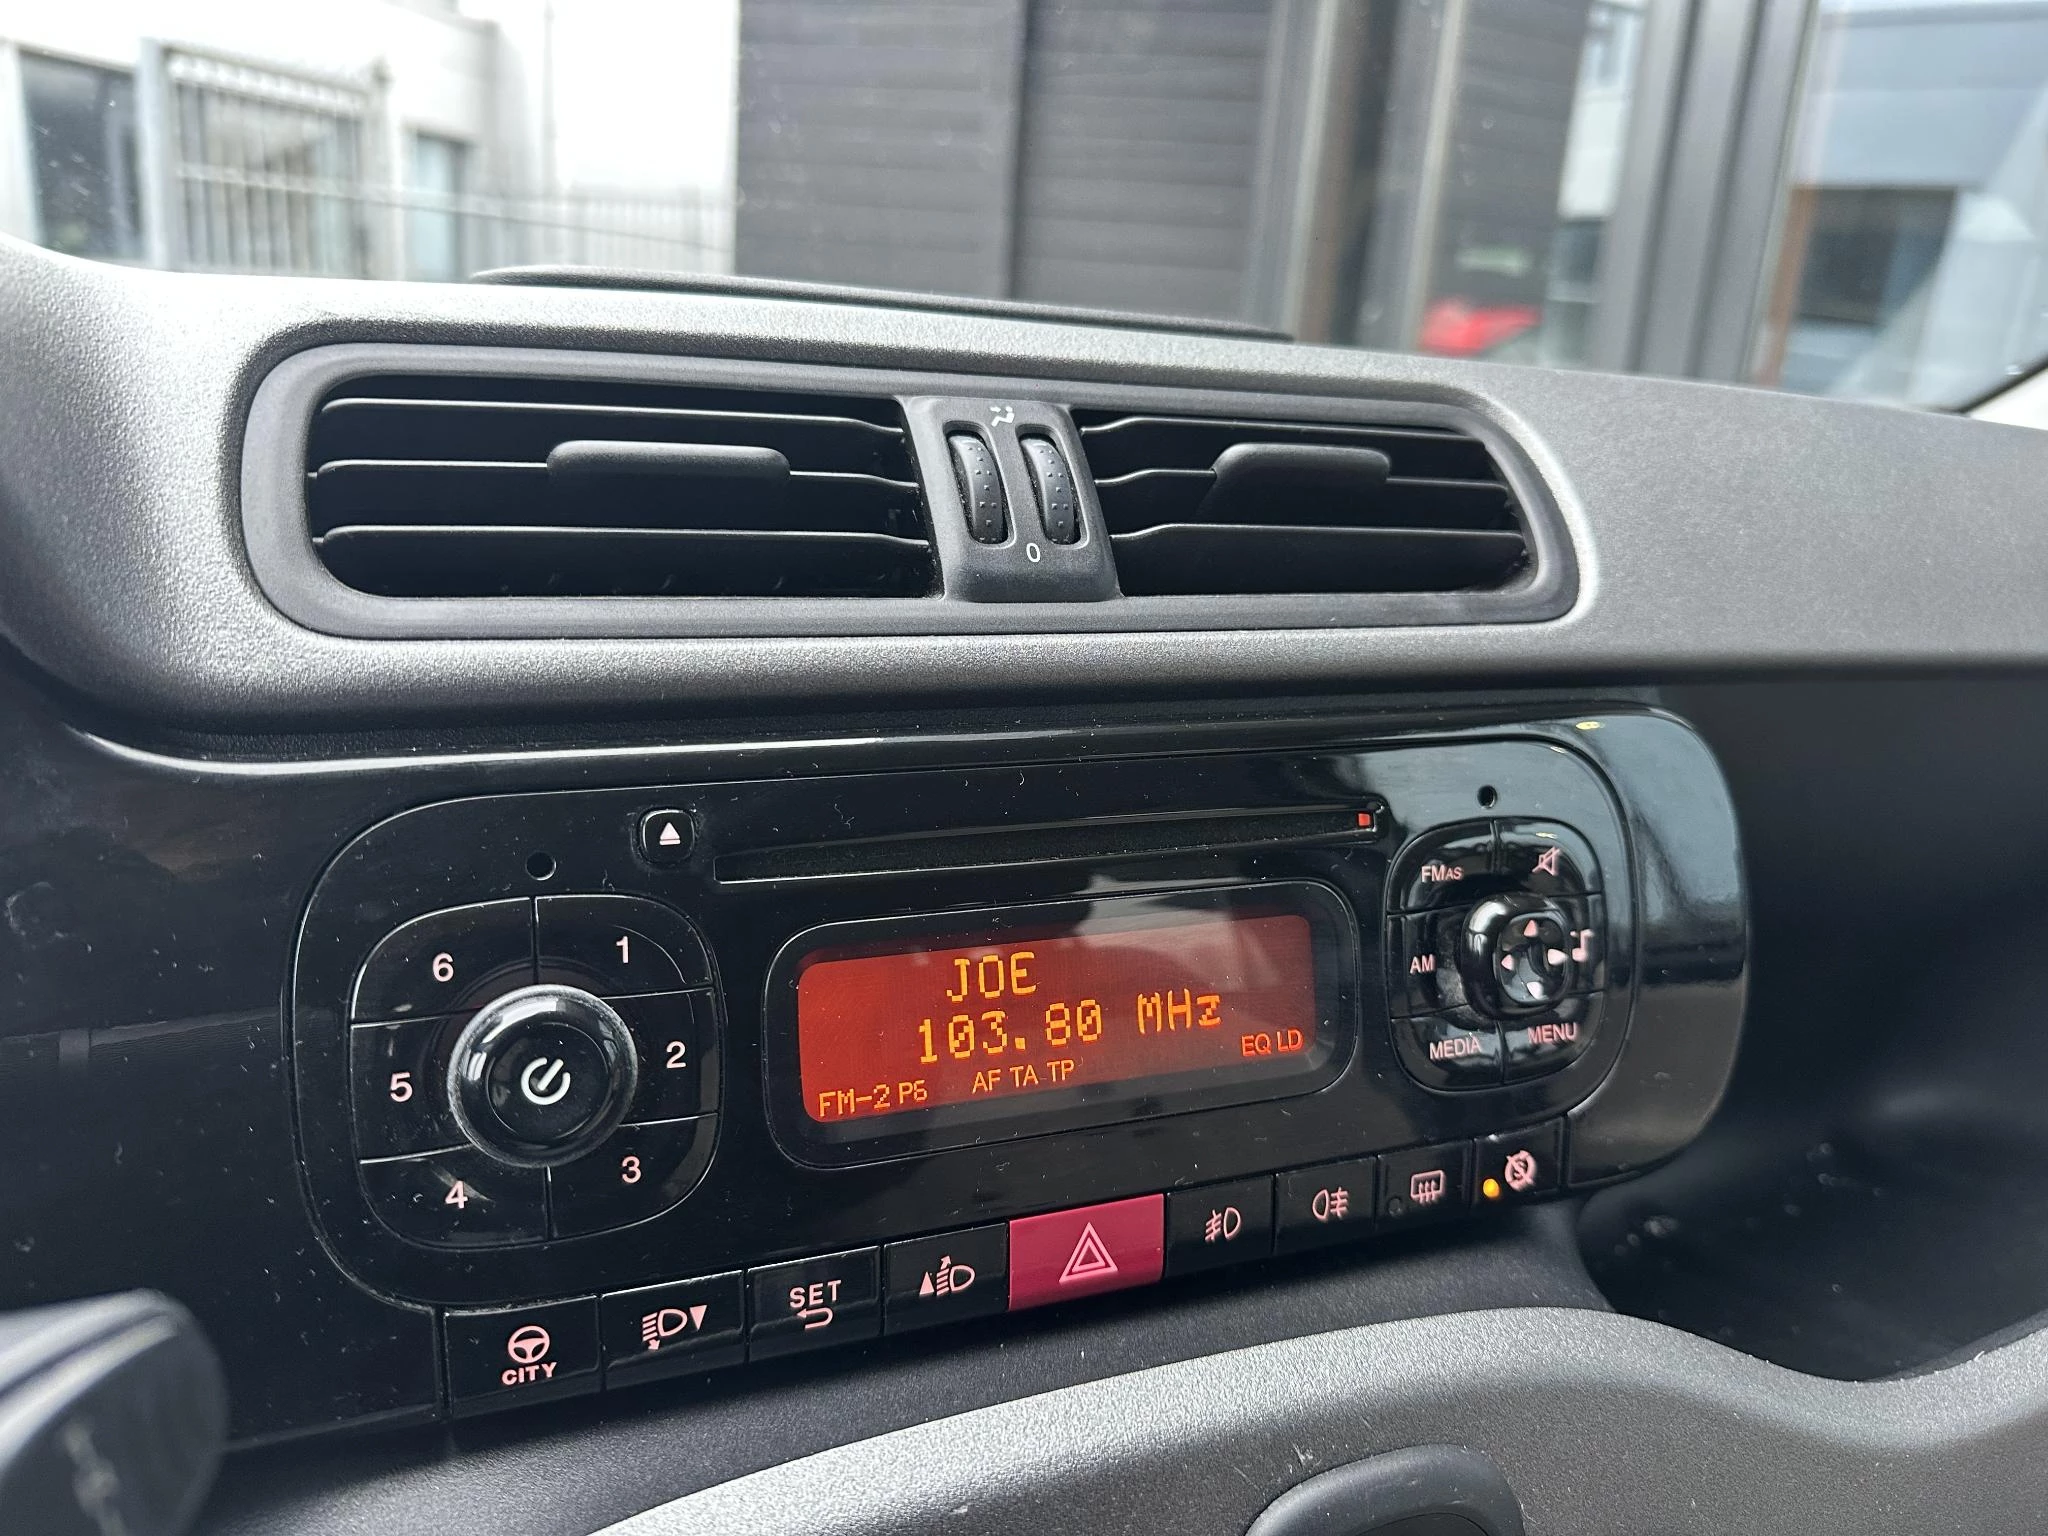 0
6
1
5
2
4
3
JOE
103.80 MHz
EQ LD
FM-2 P6 AF TA TP
FMAS
AM
MEDIA
MENU
CITY
SET